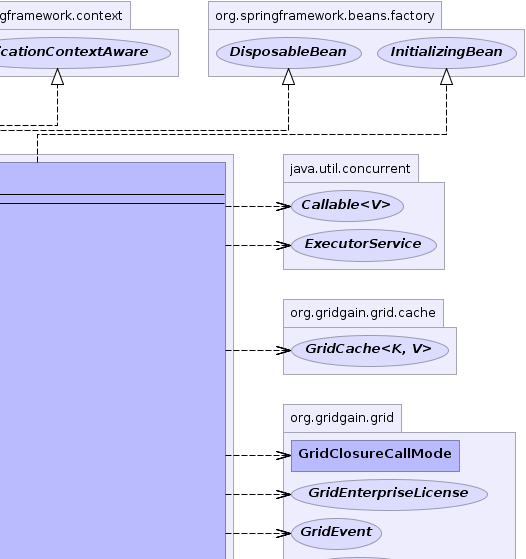 gframework.context
org.springframework.beans.factory
icationContextAware
DisposableBean
InitializingBean
java.util.concurrent
Callable<V>
ExecutorService
org.gridgain.grid.cache
GridCache<K, V>
org.gridgain.grid
GridClosureCallMode
GridEnterpriseLicense
GridEvent